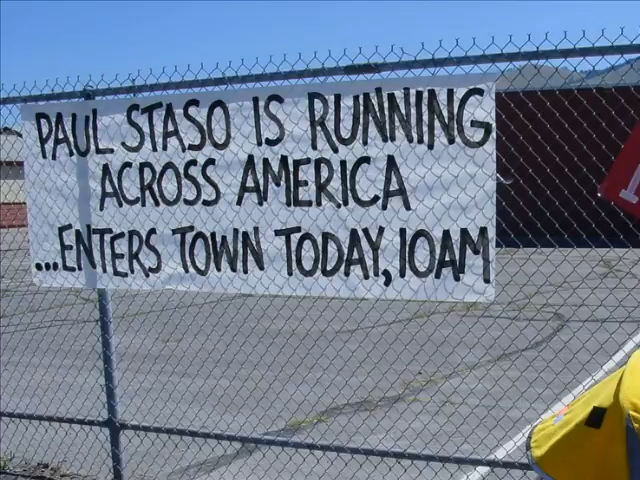 PAUL STASO IS RUNNING
ACROSS AMERICA
...ENTERS TOWN TODAY, 10AM